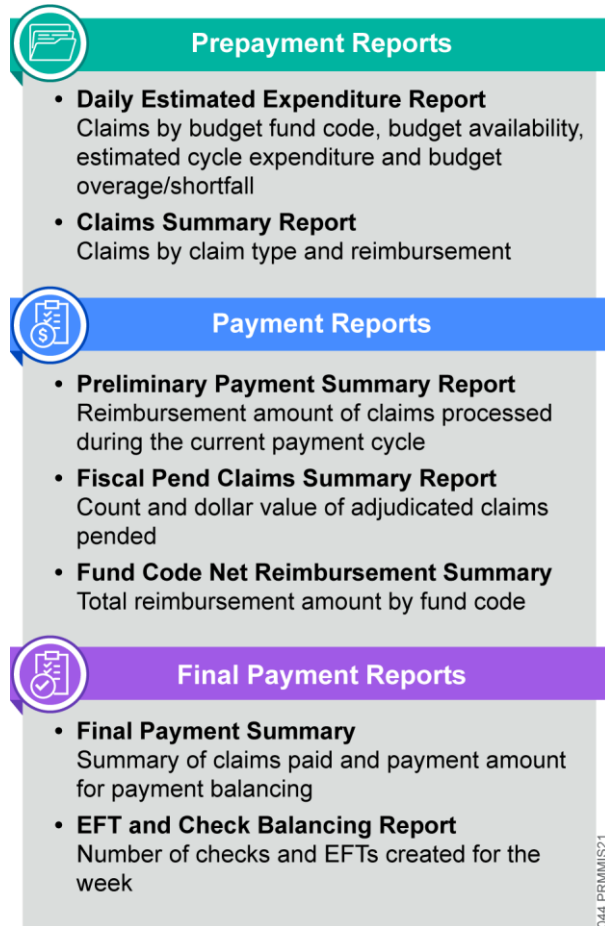 Prepayment Reports
• Daily Estimated Expenditure Report
Claims by budget fund code, budget availability,
estimated cycle expenditure and budget
overage/shortfall
• Claims Summary Report
Claims by claim type and reimbursement
Payment Reports
• Preliminary Payment Summary Report
Reimbursement amount of claims processed
during the current payment cycle
• Fiscal Pend Claims Summary Report
Count and dollar value of adjudicated claims
pended
• Fund Code Net Reimbursement Summary
Total reimbursement amount by fund code
Final Payment Reports
• Final Payment Summary
Summary of claims paid and payment amount
for payment balancing
• EFT and Check Balancing Report
Number of checks and EFTs created for the
week
044 PRMMIS21